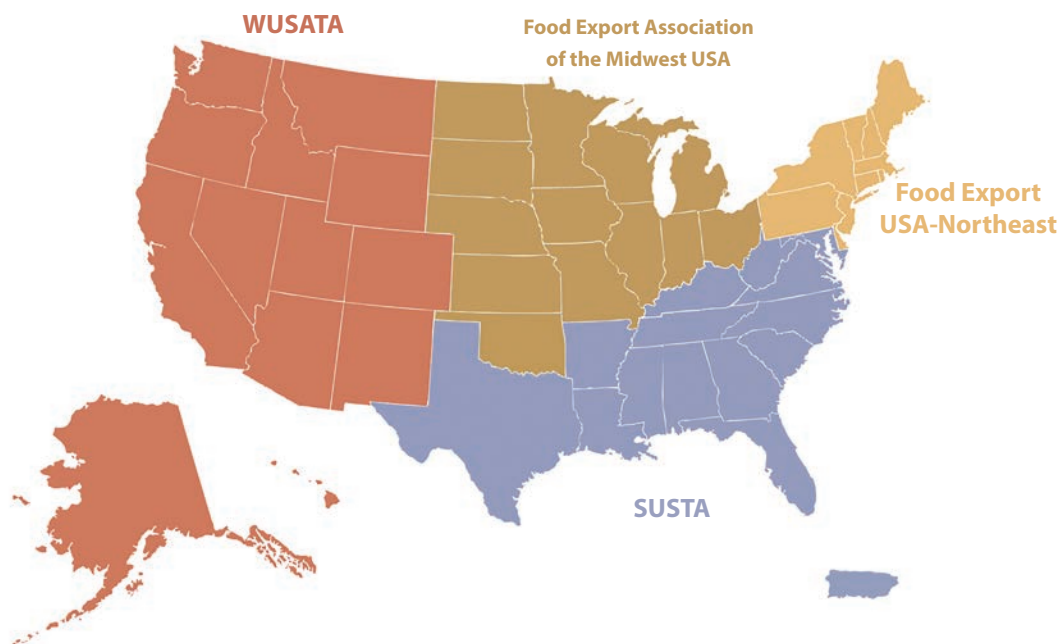 WUSATA
Food Export Association
of the Midwest USA
Food Export
USA-Northeast
SUSTA